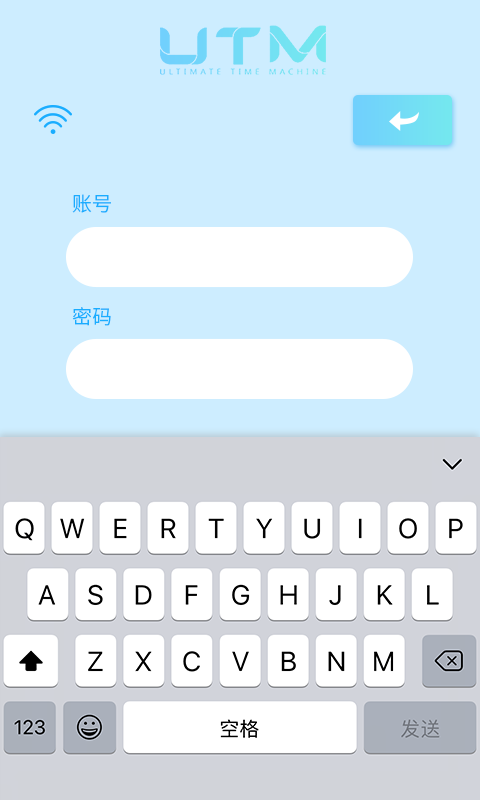 UTM
ULTIMATE TIME MACHINE
账号
密码
Q W E R T Y U I O P
A S D F G H J K L
Z X C V B N M
123 空格 发送